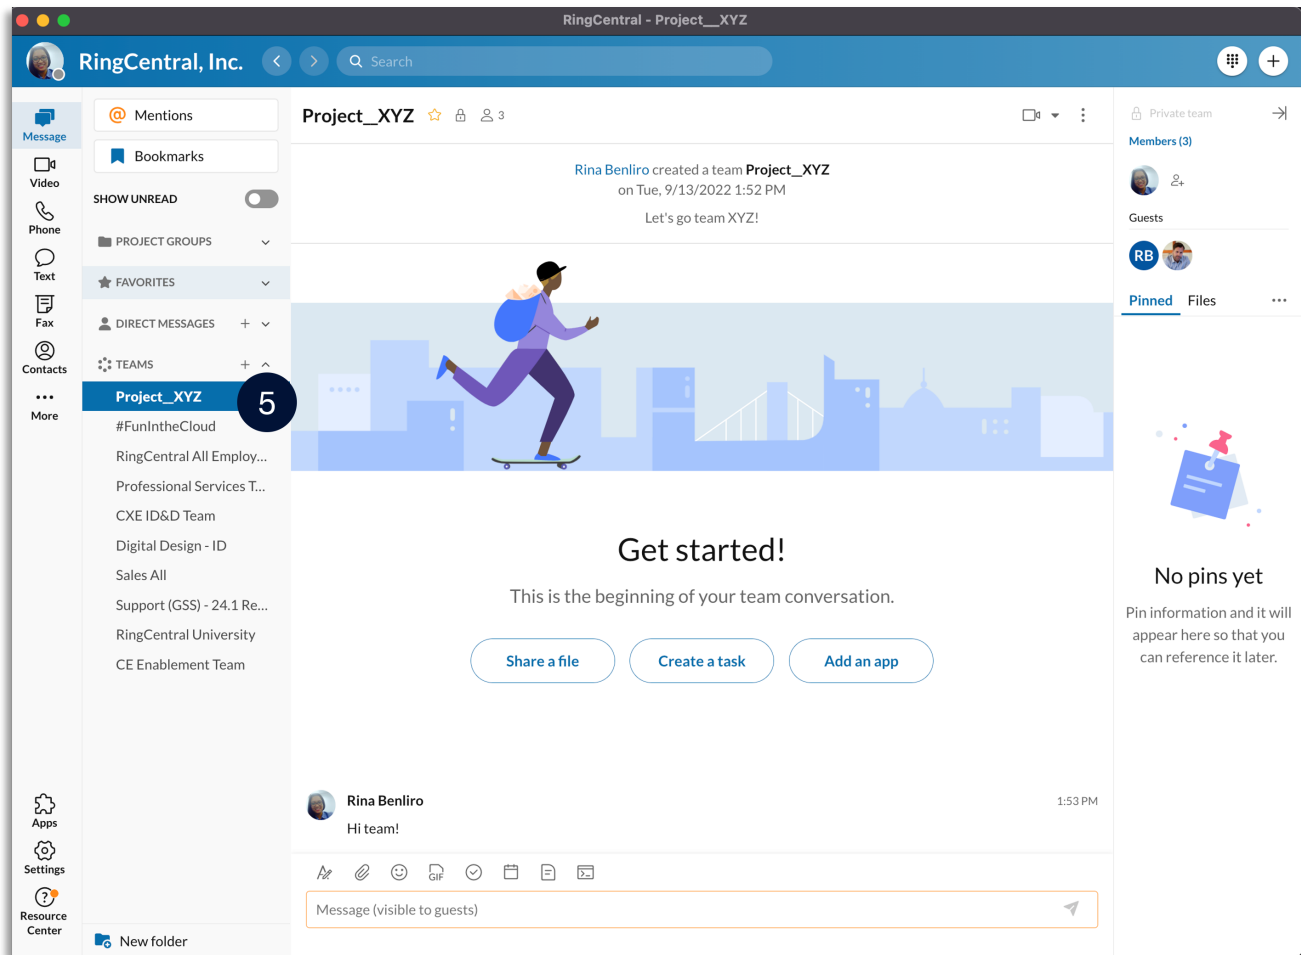 RingCentral - Project__XYZ
RingCentral, Inc.
Search
Message
Video
Phone
Text
Fax
Contacts
More
Apps
Settings
Resource
Center
@ Mentions
Bookmarks
SHOW UNREAD
PROJECT GROUPS
FAVORITES
DIRECT MESSAGES +
TEAMS +
Project__XYZ
5
#FunIntheCloud
RingCentral All Employ...
Professional Services T...
CXE ID&D Team
Digital Design - ID
Sales All
Support (GSS) - 24.1 Re...
RingCentral University
CE Enablement Team
New folder
Project__XYZ 3
Rina Benliro created a team Project__XYZ
on Tue, 9/13/2022 1:52 PM
Let's go team XYZ!
Get started!
This is the beginning of your team conversation.
Share a file
Create a task
Add an app
Rina Benliro 1:53 PM
Hi team!
GIF
Message (visible to guests)
Private team
Members (3)
Guests
RB
Pinned Files
No pins yet
Pin information and it will
appear here so that you
can reference it later.